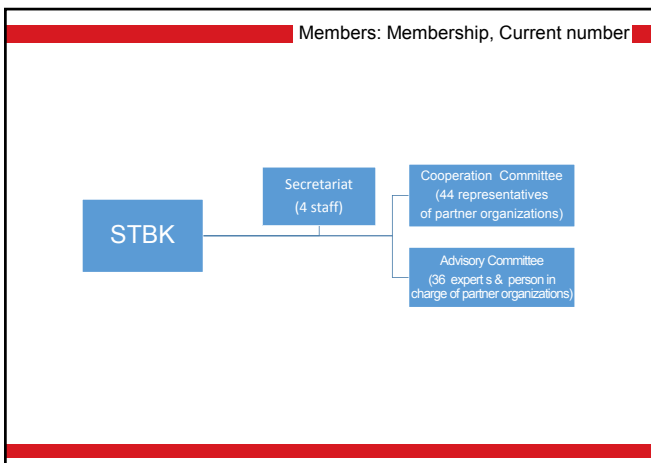 Members: Membership, Current number
STBK
Secretariat
(4 staff)
Cooperation Committee
(44 representatives
of partner organizations)
Advisory Committee
(36 expert s & person in
charge of partner organizations)